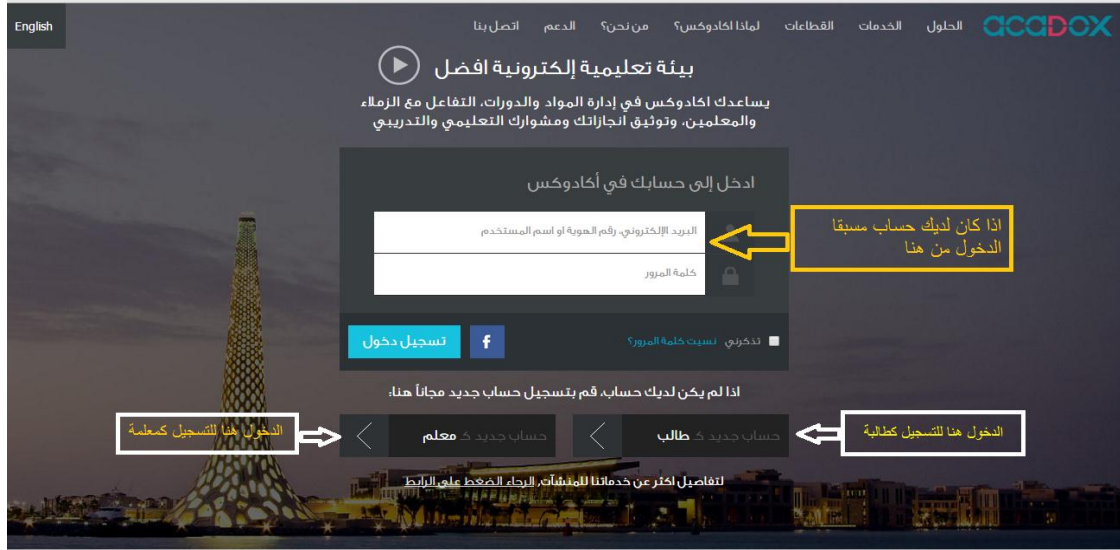 acadox
الحلول
الخدمات
القطاعات
لماذا اكادوكس؟
من نحن؟
الدعم
اتصل بنا
English
بيئة تعليمية إلكترونية افضل
يساعدك اكادوكس في إدارة المواد والدورات، التفاعل مع الزملاء
والمعلمين، وتوثيق انجازاتك ومشوارك التعليمي والتدريبي
ادخل إلى حسابك في أكادوكس
البريد الإلكتروني، رقم الهوية او اسم المستخدم
كلمة المرور
اذا كان لديك حساب مسبقا
الدخول من هنا
تذكرني نسيت كلمة المرور؟
f
تسجيل دخول
اذا لم يكن لديك حساب، قم بتسجيل حساب جديد مجاناً هنا:
الدخول هنا للتسجيل كطالبة
حساب جديد كـ طالب
حساب جديد كـ معلم
الدخول هنا للتسجيل كمعلمة
لتفاصيل اكثر عن خدماتنا للمنشآت, الرجاء الضغط على الرابط